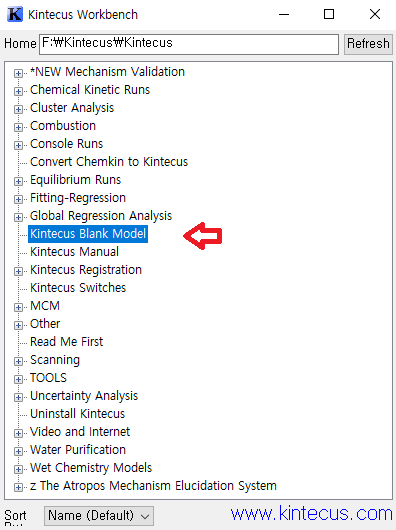 Kintecus Workbench
Home F:₩Kintecus₩Kintecus Refresh
*NEW Mechanism Validation
Chemical Kinetic Runs
Cluster Analysis
Combustion
Console Runs
Convert Chemkin to Kintecus
Equilibrium Runs
Fitting-Regression
Global Regression Analysis
Kintecus Blank Model
Kintecus Manual
Kintecus Registration
Kintecus Switches
MCM
Other
Read Me First
Scanning
TOOLS
Uncertainty Analysis
Uninstall Kintecus
Video and Internet
Water Purification
Wet Chemistry Models
z The Atropos Mechanism Elucidation System
Sort Name (Default) www.kintecus.com